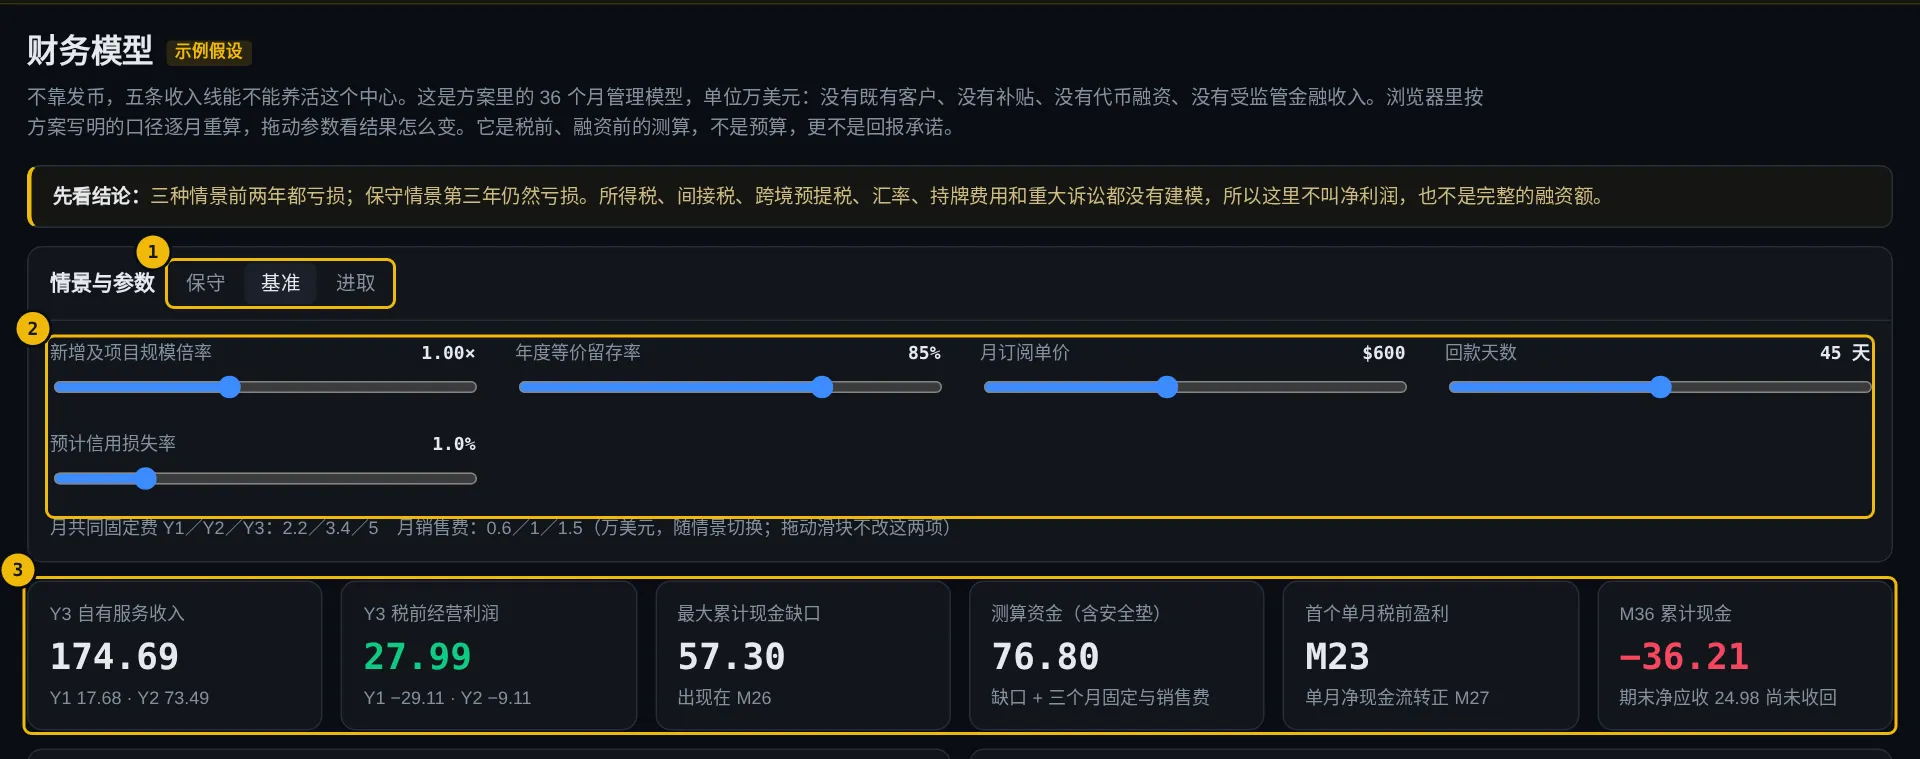 财务模型 示例假设
不靠发币，五条收入线能不能养活这个中心。这是方案里的 36 个月管理模型，单位万美元：没有既有客户、没有补贴、没有代币融资、没有受监管金融收入。浏览器里按
方案写明的口径逐月重算，拖动参数看结果怎么变。它是税前、融资前的测算，不是预算，更不是回报承诺。
先看结论：三种情景前两年都亏损；保守情景第三年仍然亏损。所得税、间接税、跨境预提税、汇率、持牌费用和重大诉讼都没有建模，所以这里不叫净利润，也不是完整的融资额。
1
情景与参数 保守 基准 进取
2
新增及项目规模倍率 1.00× 年度等价留存率 85% 月订阅单价 $600 回款天数 45 天
预计信用损失率 1.0%
月共同固定费 Y1／Y2／Y3：2.2／3.4／5 月销售费：0.6／1／1.5（万美元，随情景切换；拖动滑块不改这两项）
3
Y3 自有服务收入
174.69
Y1 17.68 · Y2 73.49
Y3 税前经营利润
27.99
Y1 −29.11 · Y2 −9.11
最大累计现金缺口
57.30
出现在 M26
测算资金（含安全垫）
76.80
缺口 + 三个月固定与销售费
首个单月税前盈利
M23
单月净现金流转正 M27
M36 累计现金
−36.21
期末净应收 24.98 尚未收回